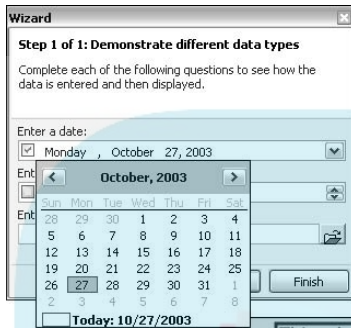 Wizard
Step 1 of 1: Demonstrate different data types
Complete each of the following questions to see how the
data is entered and then displayed.
Enter a date:
Monday , October 27, 2003
Ent
October, 2003
Sun Mon Tue Wed Thu Fri Sat
28 29 30 1 2 3 4
5 6 7 8 9 10 11
Ent
12 13 14 15 16 17 18
19 20 21 22 23 24 25
26 27 28 29 30 31 1
Finish
2 3 4 5 6 7 8
Today: 10/27/2003